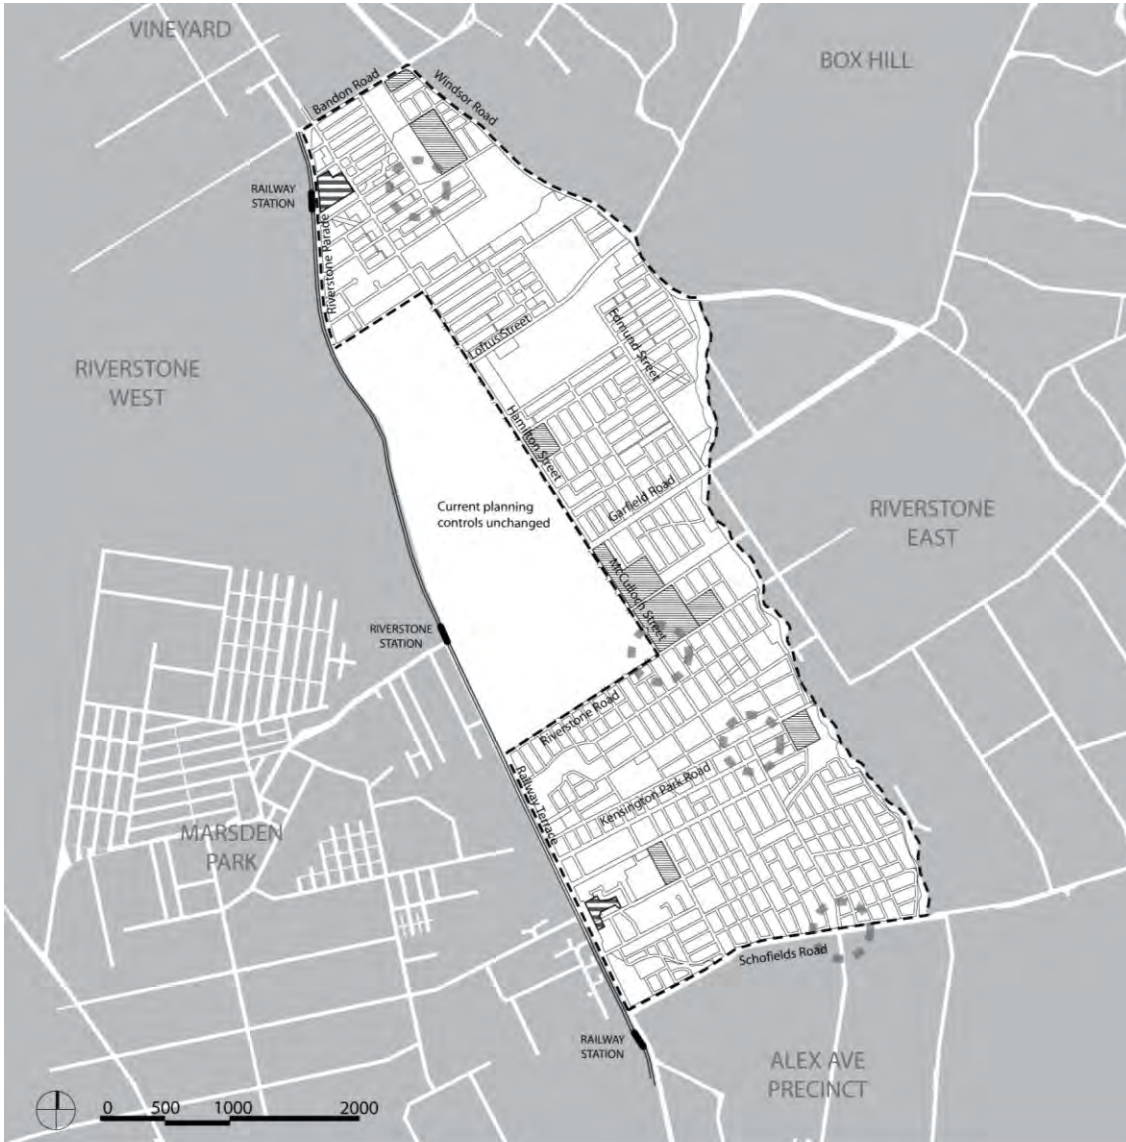 VINEYARD
BOX HILL
Bandon Road
Windsor Road
RAILWAY
STATION
Riverstone Parade
Loftus Street
Edmund Street
RIVERSTONE
WEST
Hamilton Street
Garfield Road
Current planning
controls unchanged
RIVERSTONE
EAST
McCulloch Street
RIVERSTONE
STATION
Riverstone Road
Railway Terrace
Kensington Park Road
MARSDEN
PARK
Schofields Road
RAILWAY
STATION
ALEX AVE
PRECINCT
0 500 1000 2000